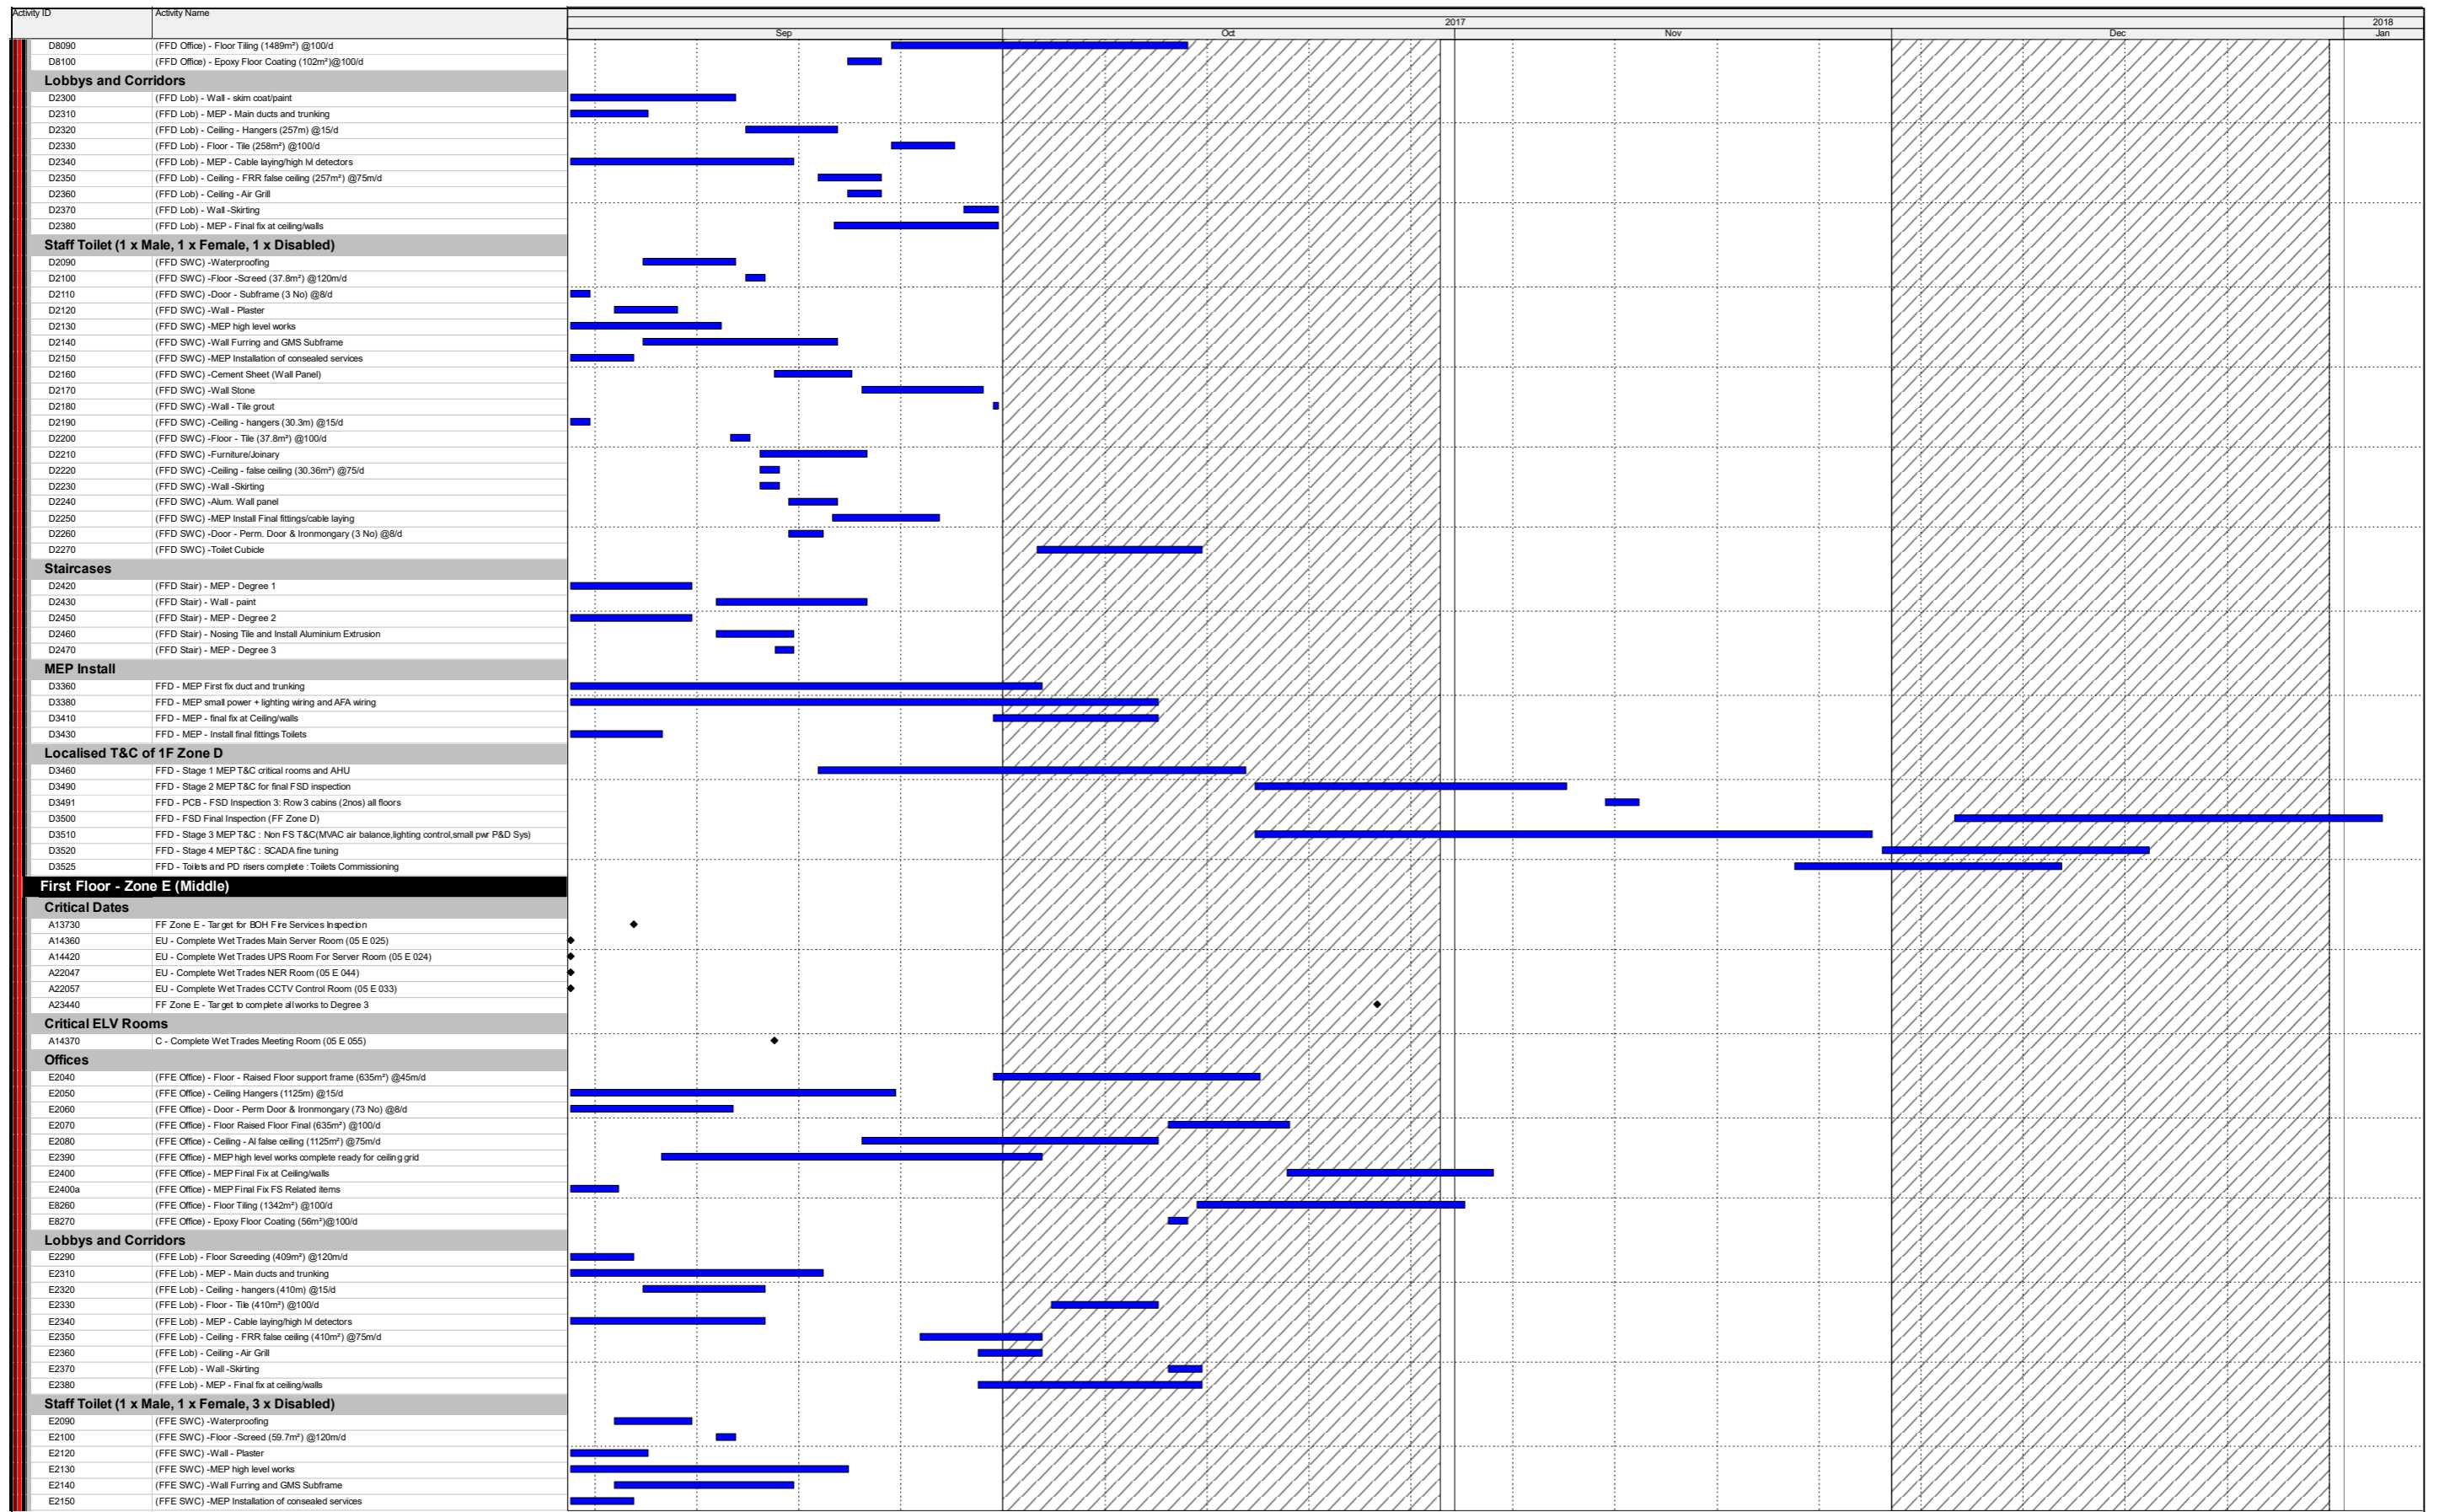 Activity ID Activity Name
2017 2018
Sep Oct Nov Dec Jan
D8090 (FFD Office) - Floor Tiling (1489m²) @100/d
D8100 (FFD Office) - Epoxy Floor Coating (102m²)@100/d
Lobbys and Corridors
D2300 (FFD Lob) - Wall - skim coat/paint
D2310 (FFD Lob) - MEP - Main ducts and trunking
D2320 (FFD Lob) - Ceiling - Hangers (257m) @15/d
D2330 (FFD Lob) - Floor - Tile (258m²) @100/d
D2340 (FFD Lob) - MEP - Cable laying/high lvl detectors
D2350 (FFD Lob) - Ceiling - FRR false ceiling (257m²) @75m/d
D2360 (FFD Lob) - Ceiling - Air Grill
D2370 (FFD Lob) - Wall -Skirting
D2380 (FFD Lob) - MEP - Final fix at ceiling/walls
Staff Toilet (1 x Male, 1 x Female, 1 x Disabled)
D2090 (FFD SWC) -Waterproofing
D2100 (FFD SWC) -Floor -Screed (37.8m²) @120m/d
D2110 (FFD SWC) -Door - Subframe (3 No) @8/d
D2120 (FFD SWC) -Wall - Plaster
D2130 (FFD SWC) -MEP high level works
D2140 (FFD SWC) -Wall Furring and GMS Subframe
D2150 (FFD SWC) -MEP Installation of consealed services
D2160 (FFD SWC) -Cement Sheet (Wall Panel)
D2170 (FFD SWC) -Wall Stone
D2180 (FFD SWC) -Wall - Tile grout
D2190 (FFD SWC) -Ceiling - hangers (30.3m) @15/d
D2200 (FFD SWC) -Floor - Tile (37.8m²) @100/d
D2210 (FFD SWC) -Furniture/Joinary
D2220 (FFD SWC) -Ceiling - false ceiling (30.36m²) @75/d
D2230 (FFD SWC) -Wall -Skirting
D2240 (FFD SWC) -Alum. Wall panel
D2250 (FFD SWC) -MEP Install Final fittings/cable laying
D2260 (FFD SWC) -Door - Perm. Door & Ironmongary (3 No) @8/d
D2270 (FFD SWC) -Toilet Cubicle
Staircases
D2420 (FFD Stair) - MEP - Degree 1
D2430 (FFD Stair) - Wall - paint
D2450 (FFD Stair) - MEP - Degree 2
D2460 (FFD Stair) - Nosing Tile and Install Aluminium Extrusion
D2470 (FFD Stair) - MEP - Degree 3
MEP Install
D3360 FFD - MEP First fix duct and trunking
D3380 FFD - MEP small power + lighting wiring and AFA wiring
D3410 FFD - MEP - final fix at Ceiling/walls
D3430 FFD - MEP - Install final fittings Toilets
Localised T&C of 1F Zone D
D3460 FFD - Stage 1 MEP T&C critical rooms and AHU
D3490 FFD - Stage 2 MEP T&C for final FSD inspection
D3491 FFD - PCB - FSD Inspection 3: Row 3 cabins (2nos) all floors
D3500 FFD - FSD Final Inspection (FF Zone D)
D3510 FFD - Stage 3 MEP T&C : Non FS T&C(MVAC air balance,lighting control,small pwr P&D Sys)
D3520 FFD - Stage 4 MEP T&C : SCADA fine tuning
D3525 FFD - Toilets and PD risers complete : Toilets Commissioning
First Floor - Zone E (Middle)
Critical Dates
A13730 FF Zone E - Target for BOH Fire Services Inspection
A14360 EU - Complete Wet Trades Main Server Room (05 E 025)
A14420 EU - Complete Wet Trades UPS Room For Server Room (05 E 024)
A22047 EU - Complete Wet Trades NER Room (05 E 044)
A22057 EU - Complete Wet Trades CCTV Control Room (05 E 033)
A23440 FF Zone E - Target to complete all works to Degree 3
Critical ELV Rooms
A14370 C - Complete Wet Trades Meeting Room (05 E 055)
Offices
E2040 (FFE Office) - Floor - Raised Floor support frame (635m²) @45m/d
E2050 (FFE Office) - Ceiling Hangers (1125m) @15/d
E2060 (FFE Office) - Door - Perm Door & Ironmongary (73 No) @8/d
E2070 (FFE Office) - Floor Raised Floor Final (635m²) @100/d
E2080 (FFE Office) - Ceiling - Al false ceiling (1125m²) @75m/d
E2390 (FFE Office) - MEP high level works complete ready for ceiling grid
E2400 (FFE Office) - MEP Final Fix at Ceiling/walls
E2400a (FFE Office) - MEP Final Fix FS Related items
E8260 (FFE Office) - Floor Tiling (1342m²) @100/d
E8270 (FFE Office) - Epoxy Floor Coating (56m²)@100/d
Lobbys and Corridors
E2290 (FFE Lob) - Floor Screeding (409m²) @120m/d
E2310 (FFE Lob) - MEP - Main ducts and trunking
E2320 (FFE Lob) - Ceiling - hangers (410m) @15/d
E2330 (FFE Lob) - Floor - Tile (410m²) @100/d
E2340 (FFE Lob) - MEP - Cable laying/high lvl detectors
E2350 (FFE Lob) - Ceiling - FRR false ceiling (410m²) @75m/d
E2360 (FFE Lob) - Ceiling - Air Grill
E2370 (FFE Lob) - Wall -Skirting
E2380 (FFE Lob) - MEP - Final fix at ceiling/walls
Staff Toilet (1 x Male, 1 x Female, 3 x Disabled)
E2090 (FFE SWC) -Waterproofing
E2100 (FFE SWC) -Floor -Screed (59.7m²) @120m/d
E2120 (FFE SWC) -Wall - Plaster
E2130 (FFE SWC) -MEP high level works
E2140 (FFE SWC) -Wall Furring and GMS Subframe
E2150 (FFE SWC) -MEP Installation of consealed services